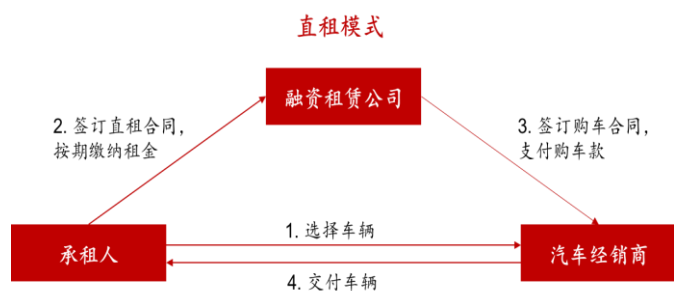 直租模式
融资租赁公司
2. 签订直租合同，
按期缴纳租金
3. 签订购车合同，
支付购车款
1. 选择车辆
承租人
汽车经销商
4. 交付车辆